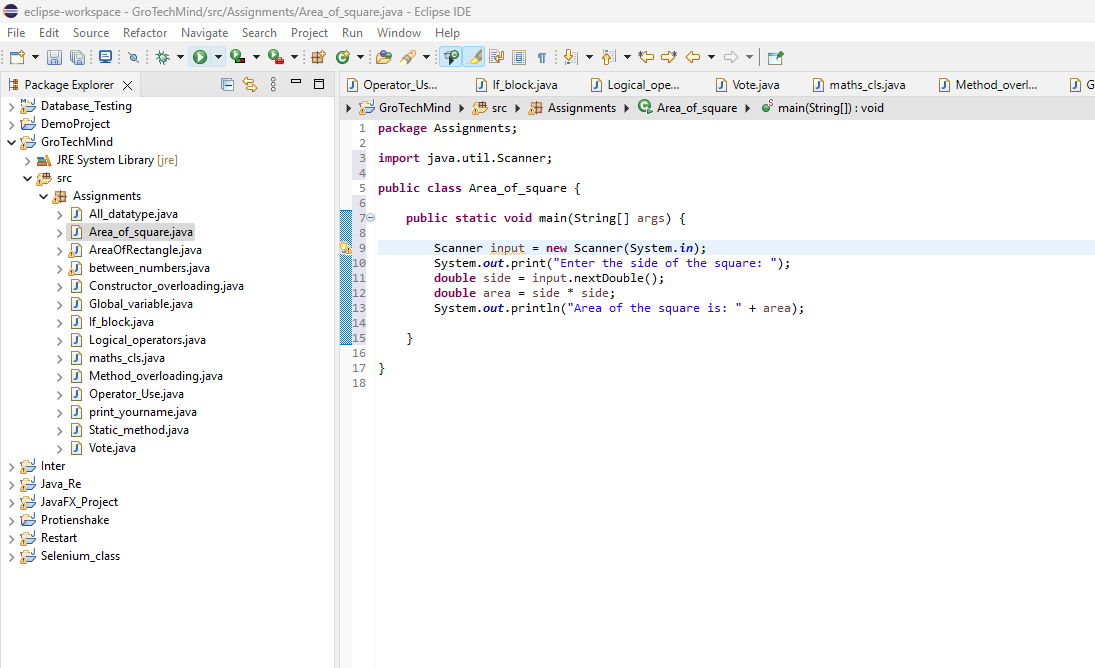 eclipse-workspace - GroTechMind/src/Assignments/Area_of_square.java - Eclipse IDE
File Edit Source Refactor Navigate Search Project Run Window Help
Package Explorer
Database_Testing
DemoProject
GroTechMind
JRE System Library [jre]
src
Assignments
All_datatype.java
Area_of_square.java
AreaOfRectangle.java
between_numbers.java
Constructor_overloading.java
Global_variable.java
If_block.java
Logical_operators.java
maths_cls.java
Method_overloading.java
Operator_Use.java
print_yourname.java
Static_method.java
Vote.java
Inter
Java_Re
JavaFX_Project
Protienshake
Restart
Selenium_class
Operator_Us... If_block.java Logical_ope... Vote.java maths_cls.java Method_overl... G
GroTechMind src Assignments Area_of_square main(String[]) : void
1 package Assignments;
2
3 import java.util.Scanner;
4
5 public class Area_of_square {
6
7 public static void main(String[] args) {
8
9 Scanner input = new Scanner(System.in);
10 System.out.print("Enter the side of the square: ");
11 double side = input.nextDouble();
12 double area = side * side;
13 System.out.println("Area of the square is: " + area);
14
15 }
16
17 }
18